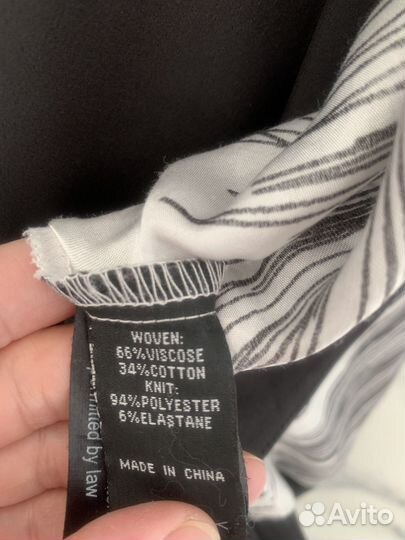 WOVEN:
66%VISCOSE
34%COTTON
KNIT:
94%POLYESTER
6%ELASTANE
MADE IN CHINA
by law
Avito